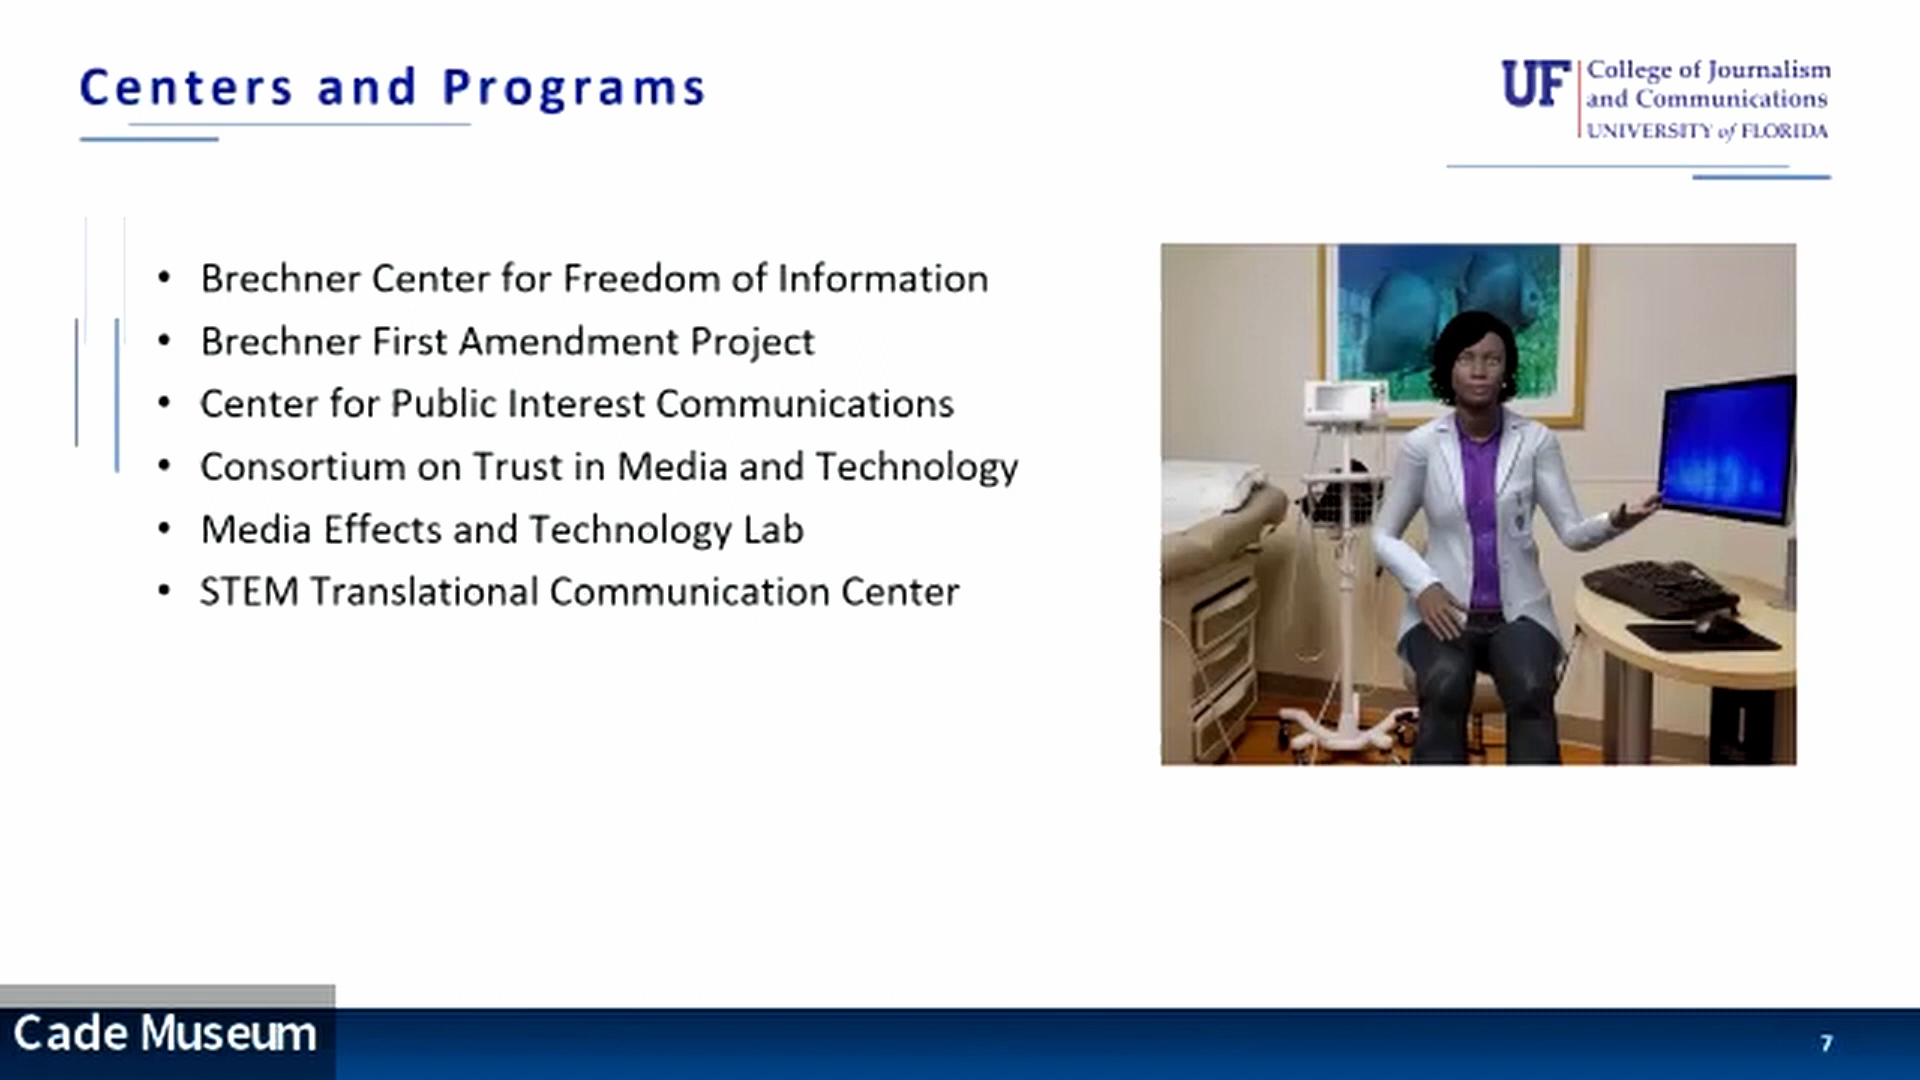 Centers and Programs
UF
College of Journalism
and Communications
UNIVERSITY of FLORIDA
• Brechner Center for Freedom of Information
• Brechner First Amendment Project
• Center for Public Interest Communications
• Consortium on Trust in Media and Technology
• Media Effects and Technology Lab
• STEM Translational Communication Center
Cade Museum
7